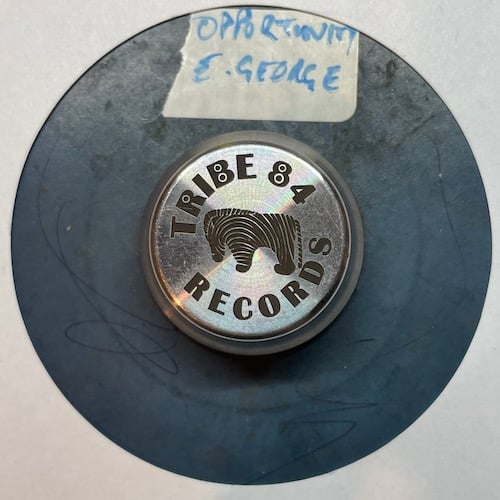 OPPORTUNITY
E. GEORGE
TRIBE 84
RECORDS